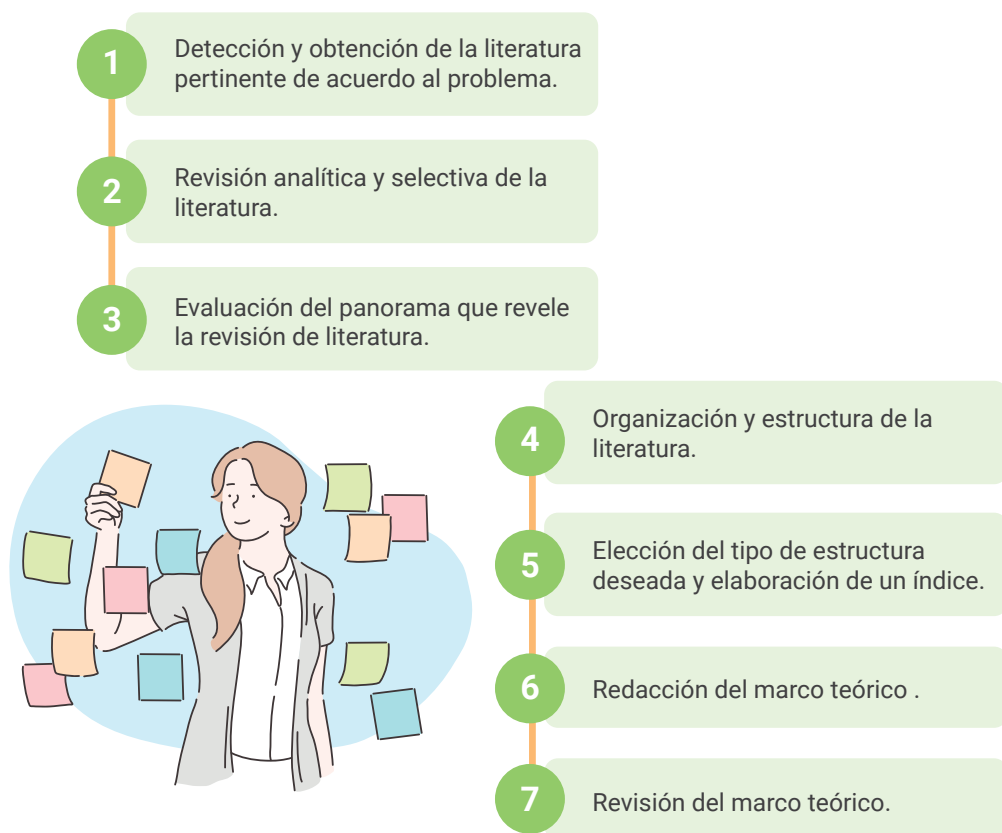 1
Detección y obtención de la literatura
pertinente de acuerdo al problema.
2
Revisión analítica y selectiva de la
literatura.
3
Evaluación del panorama que revele
la revisión de literatura.
4
Organización y estructura de la
literatura.
5
Elección del tipo de estructura
deseada y elaboración de un índice.
6
Redacción del marco teórico .
7
Revisión del marco teórico.